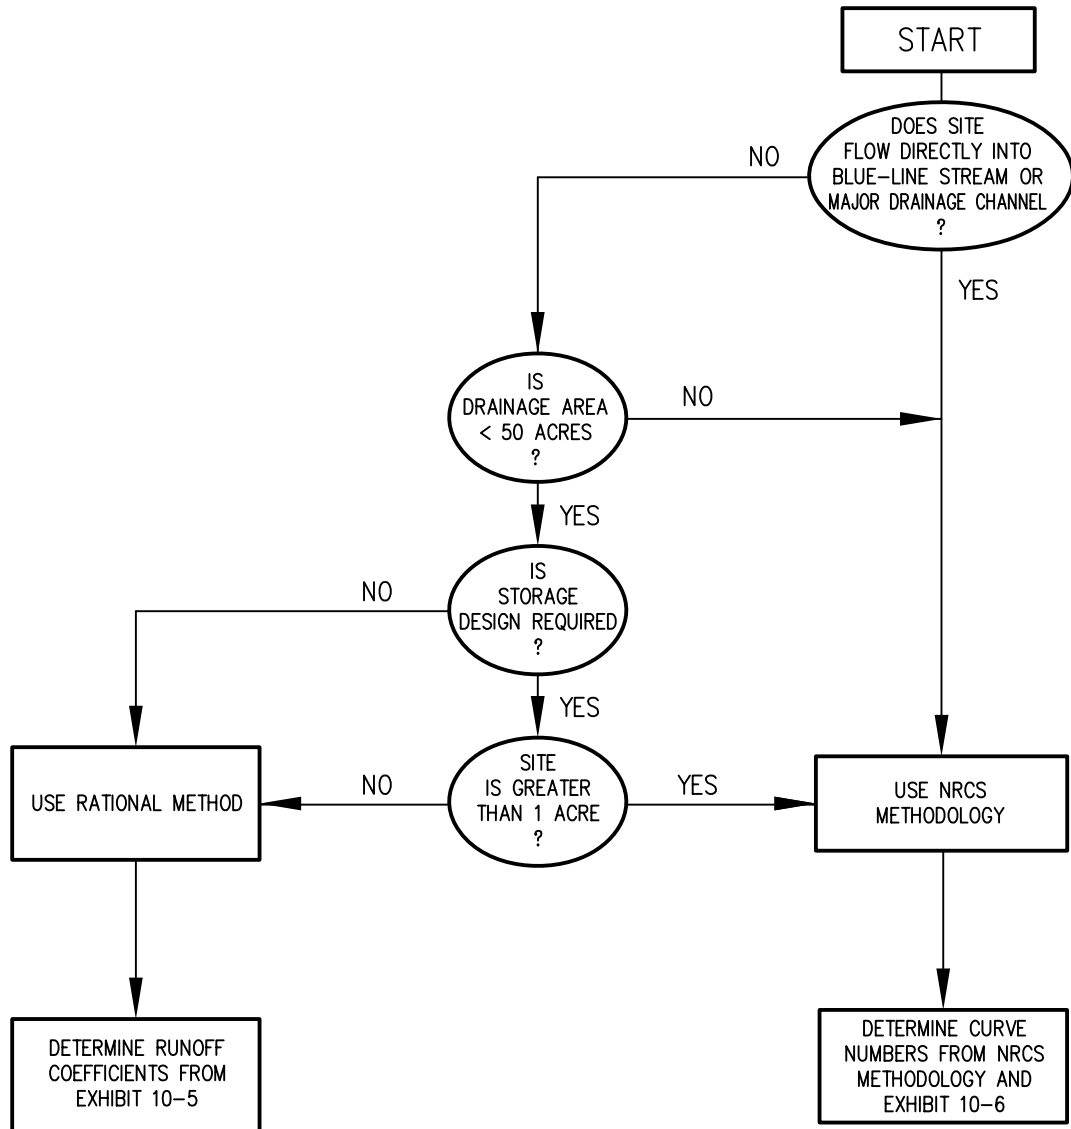 START
DOES SITE
FLOW DIRECTLY INTO
BLUE-LINE STREAM OR
MAJOR DRAINAGE CHANNEL
?
NO
YES
IS
DRAINAGE AREA
< 50 ACRES
?
NO
YES
IS
STORAGE
DESIGN REQUIRED
?
NO
YES
SITE
IS GREATER
THAN 1 ACRE
?
NO
YES
USE RATIONAL METHOD
USE NRCS
METHODOLOGY
DETERMINE RUNOFF
COEFFICIENTS FROM
EXHIBIT 10-5
DETERMINE CURVE
NUMBERS FROM NRCS
METHODOLOGY AND
EXHIBIT 10-6